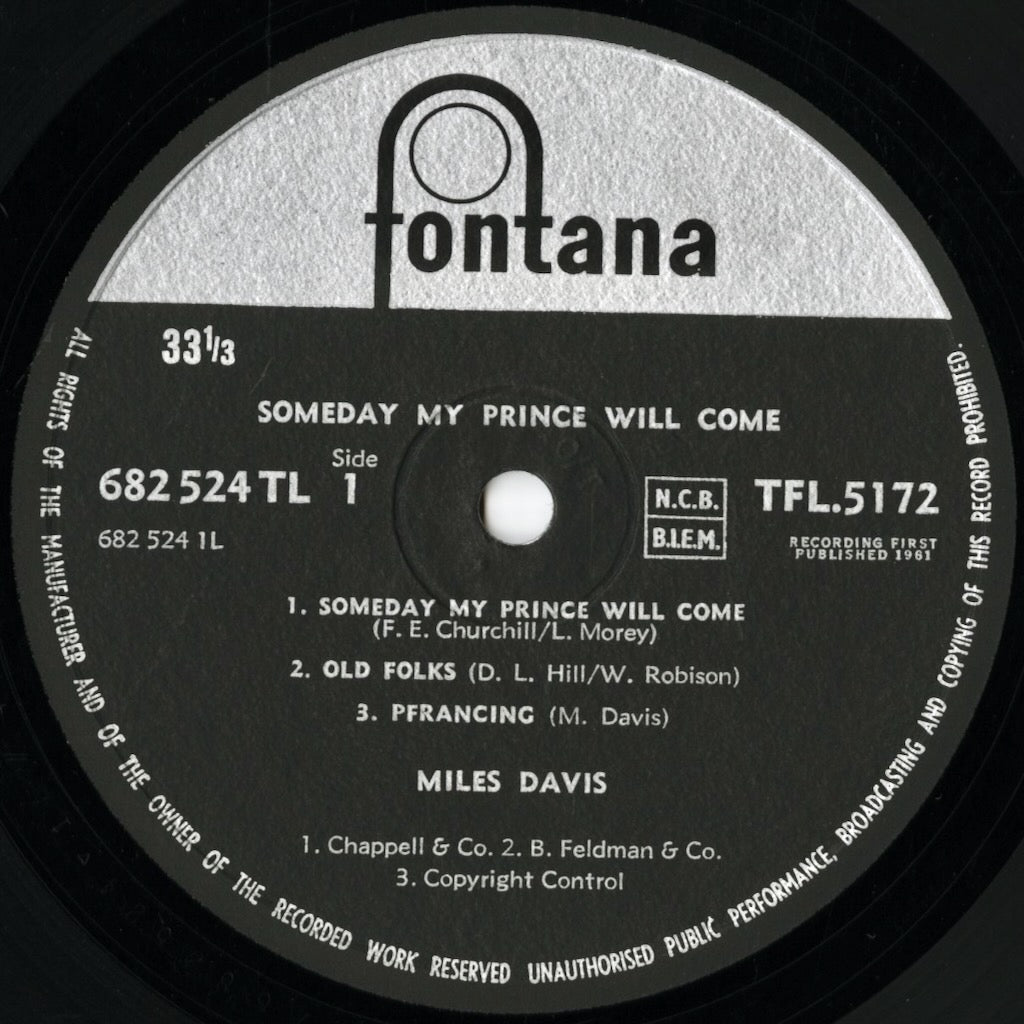 fontana
33⅓
SOMEDAY MY PRINCE WILL COME
682 524 TL
Side
1
N.C.B.
B.I.E.M.
TFL.5172
682 524 1L
RECORDING FIRST
PUBLISHED 1961
1. SOMEDAY MY PRINCE WILL COME
(F. E. Churchill/L. Morey)
2. OLD FOLKS (D. L. Hill/W. Robison)
3. PFRANCING (M. Davis)
MILES DAVIS
1. Chappell & Co. 2. B. Feldman & Co.
3. Copyright Control
ALL RIGHTS OF THE MANUFACTURER AND OF THE OWNER OF THE RECORDED WORK RESERVED UNAUTHORISED PUBLIC PERFORMANCE, BROADCASTING AND COPYING OF THIS RECORD PROHIBITED.